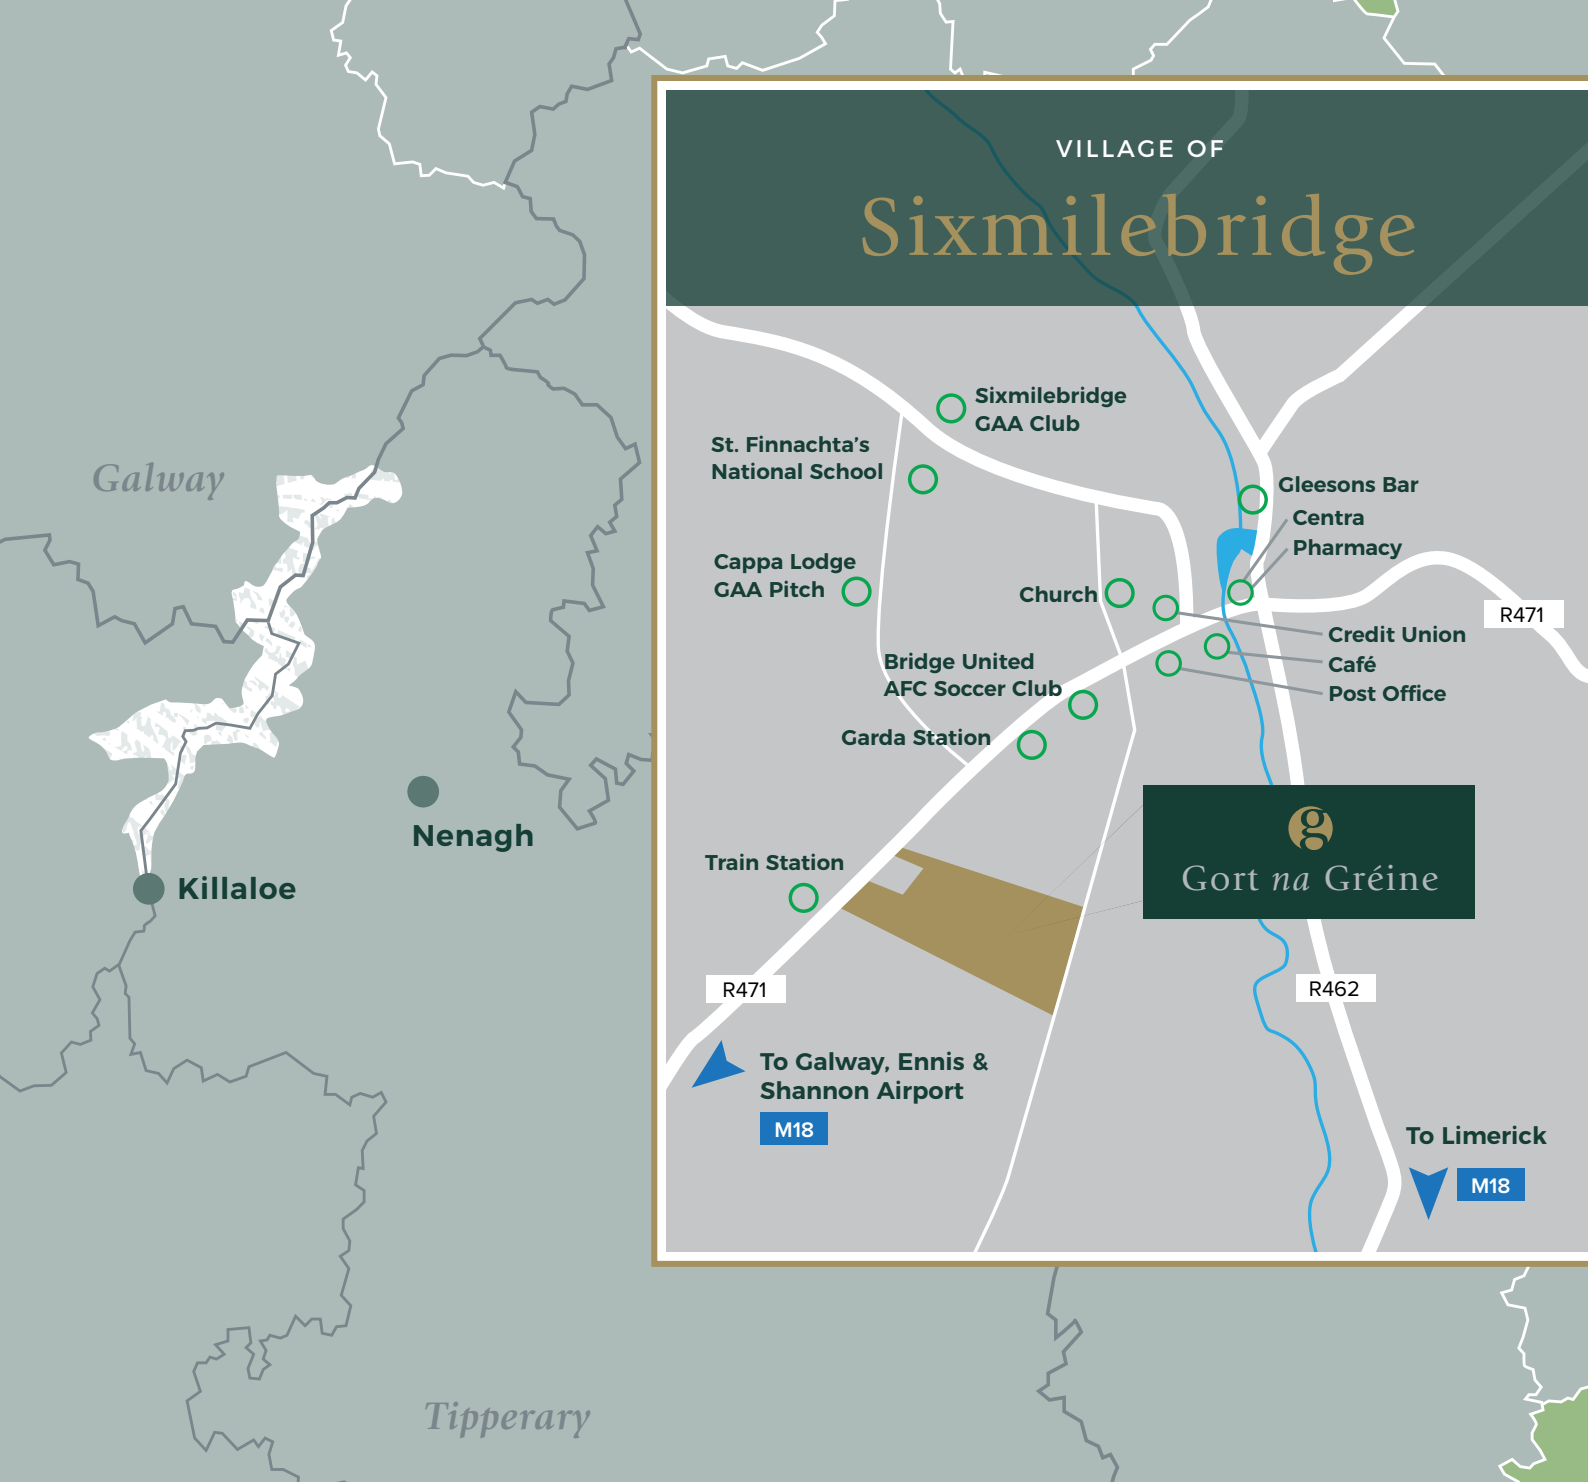 VILLAGE OF
Sixmilebridge
Sixmilebridge
GAA Club
St. Finnachta's
National School
Gleesons Bar
Centra
Pharmacy
Cappa Lodge
GAA Pitch
Church
R471
Credit Union
Café
Post Office
Bridge United
AFC Soccer Club
Garda Station
g
Gort na Gréine
Train Station
R471
R462
To Galway, Ennis &
Shannon Airport
M18
To Limerick
M18
Galway
Nenagh
Killaloe
Tipperary